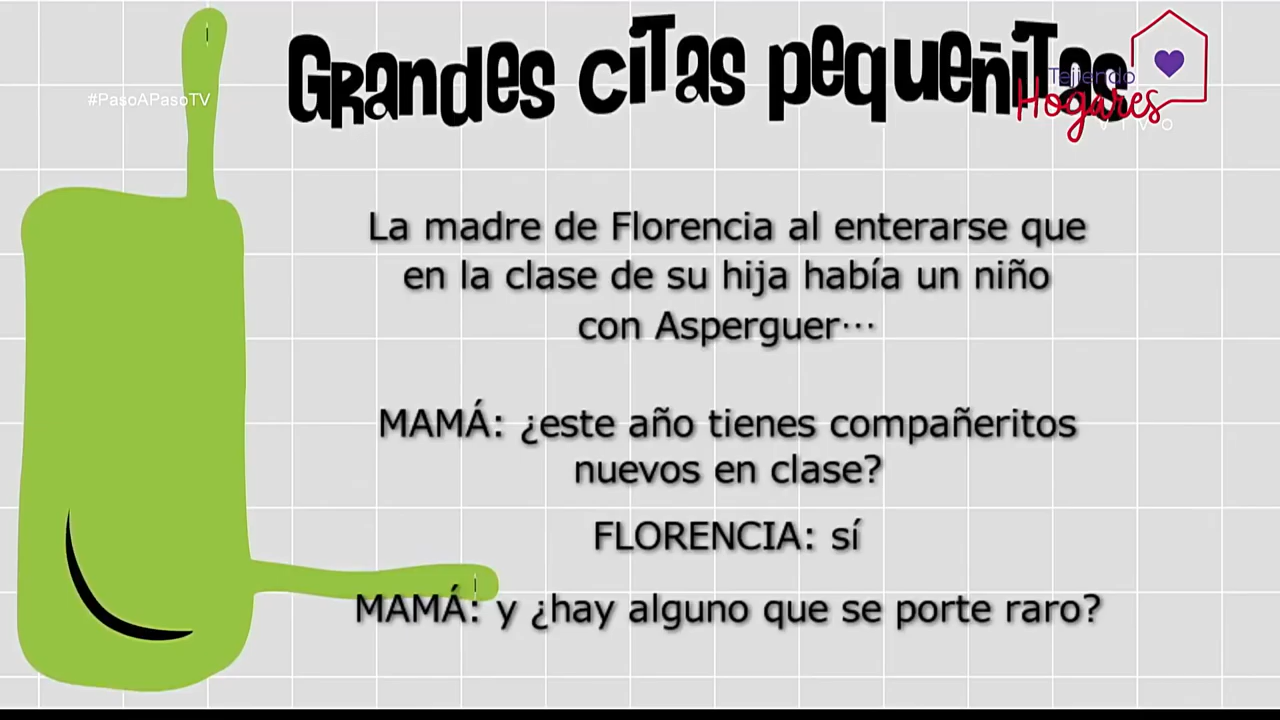 Grandes citas pequeñitas
#PasoAPasoTV
Tejiendo
Hogares
VIVO
La madre de Florencia al enterarse que
en la clase de su hija había un niño
con Asperguer...
MAMÁ: ¿este año tienes compañeritos
nuevos en clase?
FLORENCIA: sí
MAMÁ: y ¿hay alguno que se porte raro?